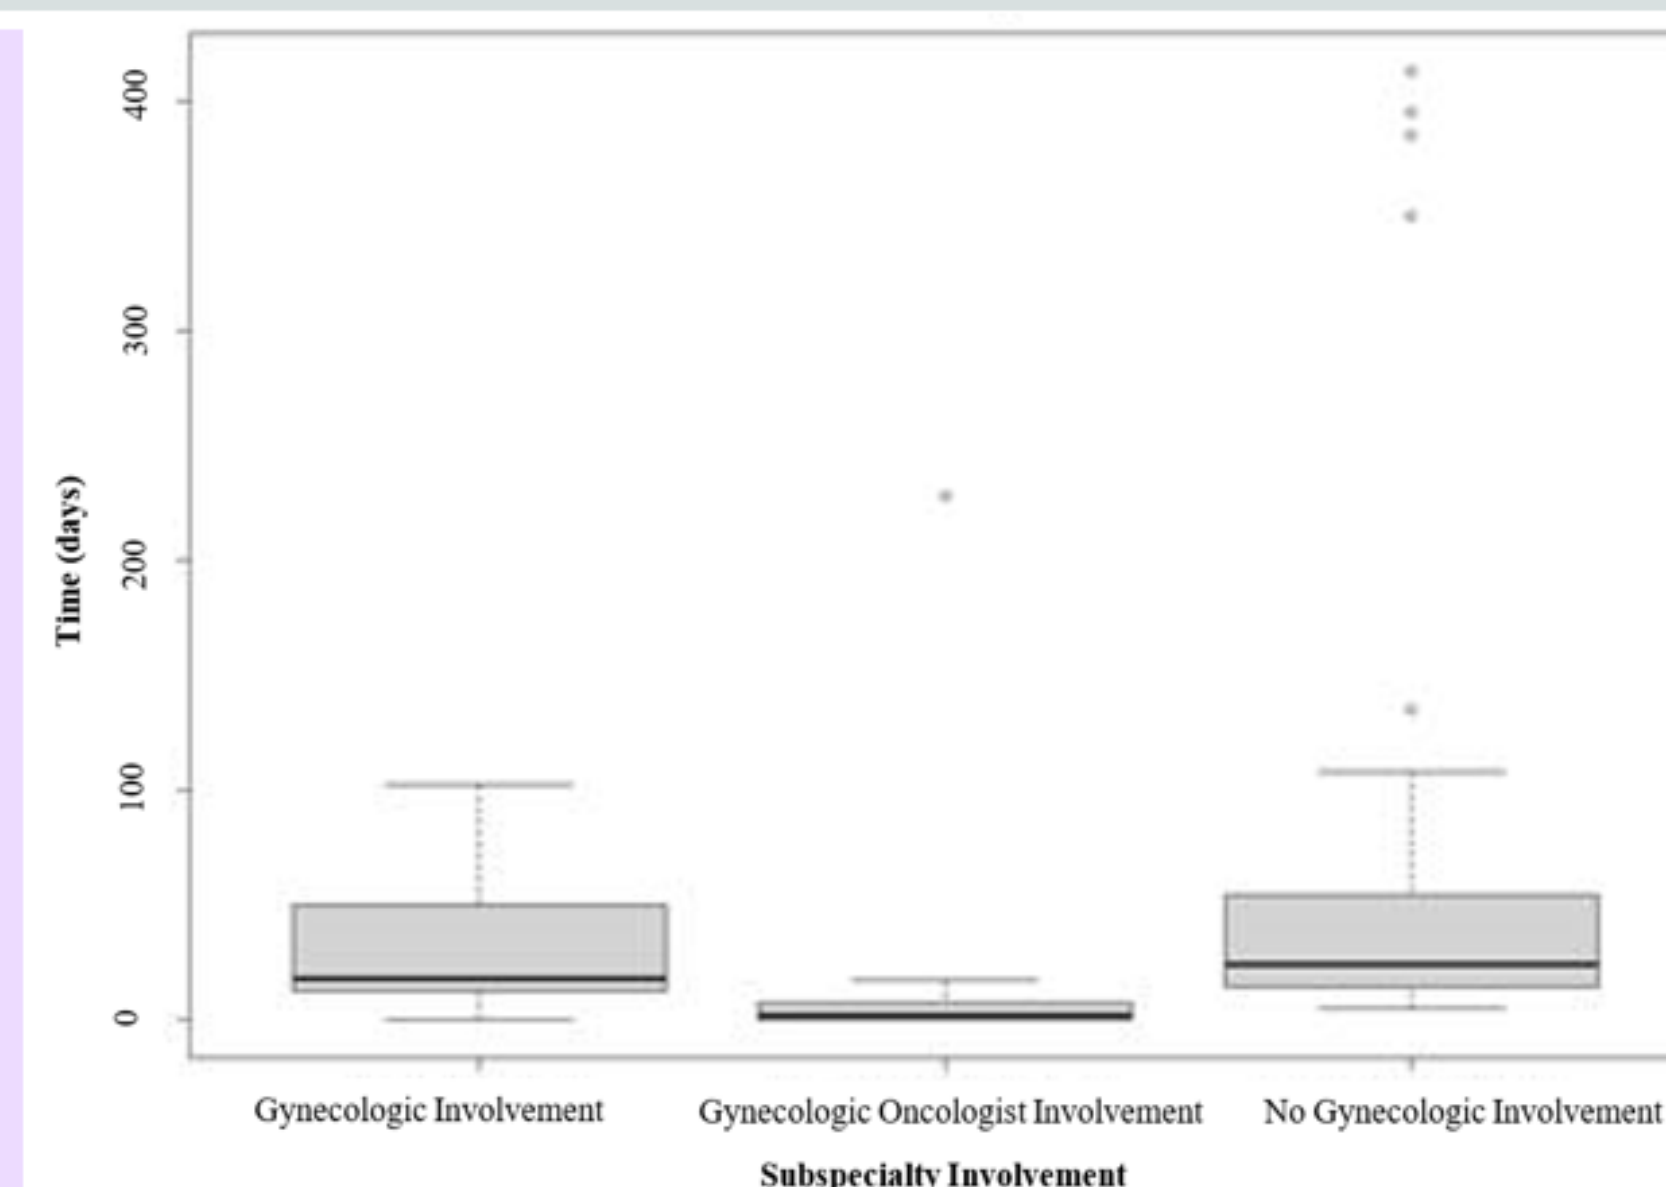 400
300
200
100
0
Time (days)
Gynecologic Involvement
Gynecologic Oncologist Involvement
No Gynecologic Involvement
Subspecialty Involvement